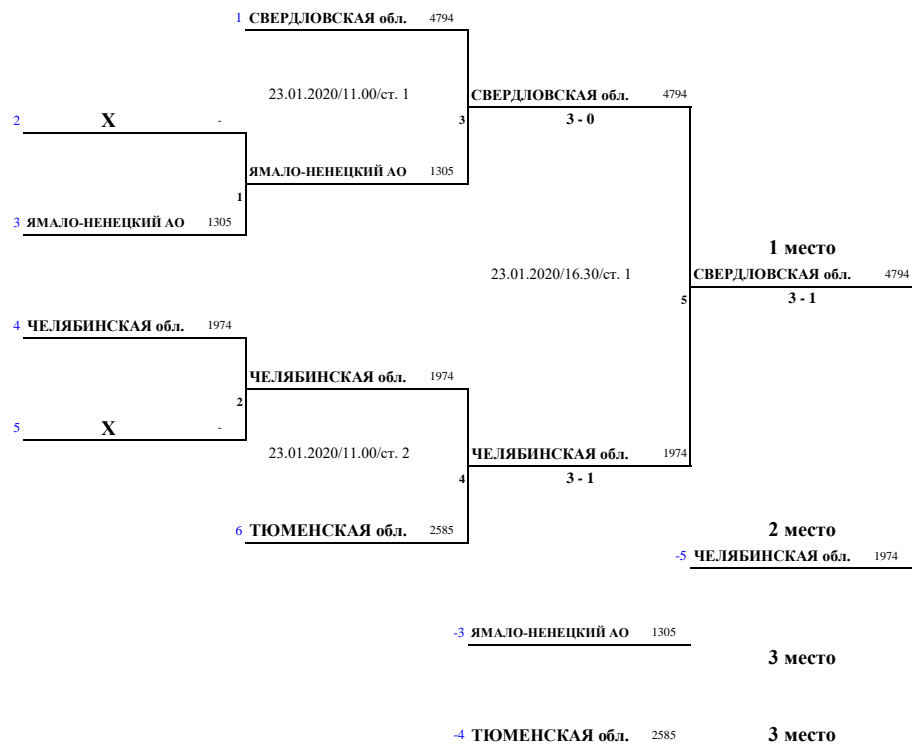 1 СВЕРДЛОВСКАЯ обл. 4794
23.01.2020/11.00/ст. 1
СВЕРДЛОВСКАЯ обл. 4794
2 X -
3
3 - 0
ЯМАЛО-НЕНЕЦКИЙ АО 1305
1
3 ЯМАЛО-НЕНЕЦКИЙ АО 1305
1 место
23.01.2020/16.30/ст. 1
СВЕРДЛОВСКАЯ обл. 4794
5
3 - 1
4 ЧЕЛЯБИНСКАЯ обл. 1974
ЧЕЛЯБИНСКАЯ обл. 1974
2
5 X -
23.01.2020/11.00/ст. 2
ЧЕЛЯБИНСКАЯ обл. 1974
4
3 - 1
6 ТЮМЕНСКАЯ обл. 2585
2 место
-5 ЧЕЛЯБИНСКАЯ обл. 1974
-3 ЯМАЛО-НЕНЕЦКИЙ АО 1305
3 место
-4 ТЮМЕНСКАЯ обл. 2585
3 место